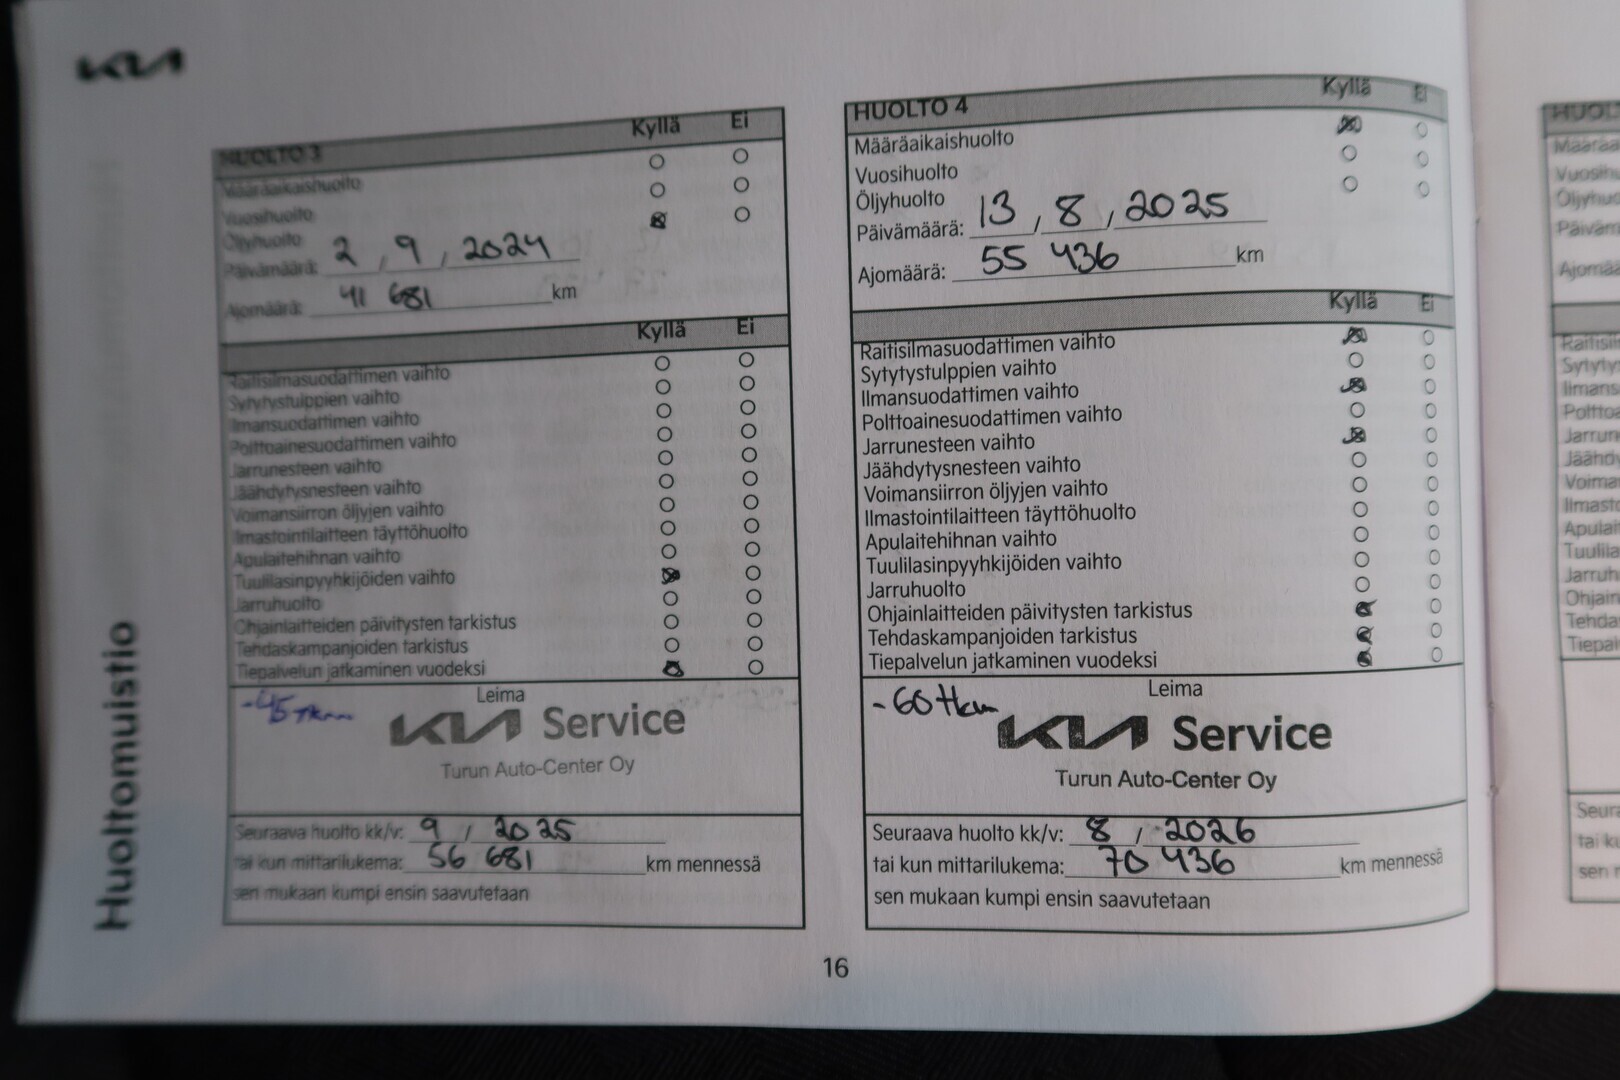 KIA
Huoltomuistio
HUOLTO 3 Kyllä Ei
Määräaikaishuolto
Vuosihuolto
Öljyhuolto
Päivämäärä: 2 , 9 , 2024
Ajomäärä: 41 681 km
Kyllä Ei
Raitisilmasuodattimen vaihto
Sytytystulppien vaihto
Ilmansuodattimen vaihto
Polttoainesuodattimen vaihto
Jarrunesteen vaihto
Jäähdytysnesteen vaihto
Voimansiirron öljyjen vaihto
Ilmastointilaitteen täyttöhuolto
Apulaitehihnan vaihto
Tuulilasinpyyhkijöiden vaihto
Jarruhuolto
Ohjainlaitteiden päivitysten tarkistus
Tehdaskampanjoiden tarkistus
Tiepalvelun jatkaminen vuodeksi
Leima
-45 tkm
KIA Service
Turun Auto-Center Oy
Seuraava huolto kk/v: 9 / 2025
tai kun mittarilukema: 56 681 km mennessä
sen mukaan kumpi ensin saavutetaan
HUOLTO 4 Kyllä Ei
Määräaikaishuolto
Vuosihuolto
Öljyhuolto
Päivämäärä: 13 , 8 , 2025
Ajomäärä: 55 436 km
Kyllä Ei
Raitisilmasuodattimen vaihto
Sytytystulppien vaihto
Ilmansuodattimen vaihto
Polttoainesuodattimen vaihto
Jarrunesteen vaihto
Jäähdytysnesteen vaihto
Voimansiirron öljyjen vaihto
Ilmastointilaitteen täyttöhuolto
Apulaitehihnan vaihto
Tuulilasinpyyhkijöiden vaihto
Jarruhuolto
Ohjainlaitteiden päivitysten tarkistus
Tehdaskampanjoiden tarkistus
Tiepalvelun jatkaminen vuodeksi
Leima
-60 tkm
KIA Service
Turun Auto-Center Oy
Seuraava huolto kk/v: 8 / 2026
tai kun mittarilukema: 70 436 km mennessä
sen mukaan kumpi ensin saavutetaan
16